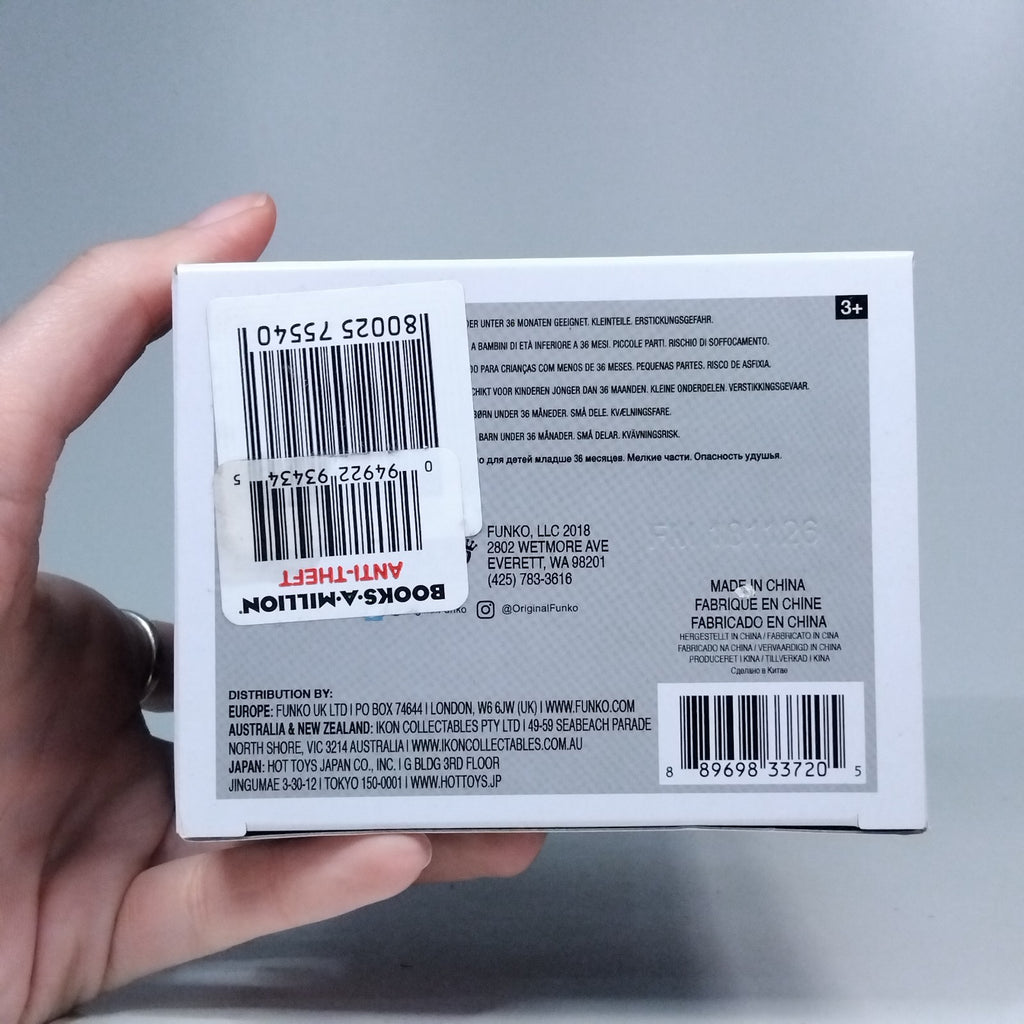 3+
UNTER 36 MONATEN GEEIGNET. KLEINTEILE. ERSTICKUNGSGEFAHR.
A BAMBINI DI ETÀ INFERIORE A 36 MESI. PICCOLE PARTI. RISCHIO DI SOFFOCAMENTO.
PARA CRIANÇAS COM MENOS DE 36 MESES. PEQUENAS PARTES. RISCO DE ASFIXIA.
VOOR KINDEREN JONGER DAN 36 MAANDEN. KLEINE ONDERDELEN. VERSTIKKINGSGEVAAR.
BØRN UNDER 36 MÅNEDER. SMÅ DELE. KVÆLNINGSFARE.
BARN UNDER 36 MÅNADER. SMÅ DELAR. KVÄVNINGSRISK.
для детей младше 36 месяцев. Мелкие части. Опасность удушья.
80025 75540
0 94922 93434 5
ANTI-THEFT
BOOKS·A·MILLION
FUNKO, LLC 2018
2802 WETMORE AVE
EVERETT, WA 98201
(425) 783-3616
@OriginalFunko
MADE IN CHINA
FABRIQUÉ EN CHINE
FABRICADO EN CHINA
HERGESTELLT IN CHINA / FABBRICATO IN CINA
FABRICADO NA CHINA / VERVAARDIGD IN CHINA
PRODUCERET I KINA / TILLVERKAD I KINA
Сделано в Китае
DISTRIBUTION BY:
EUROPE: FUNKO UK LTD | PO BOX 74644 | LONDON, W6 6JW (UK) | WWW.FUNKO.COM
AUSTRALIA & NEW ZEALAND: IKON COLLECTABLES PTY LTD | 49-59 SEABEACH PARADE
NORTH SHORE, VIC 3214 AUSTRALIA | WWW.IKONCOLLECTABLES.COM.AU
JAPAN: HOT TOYS JAPAN CO., INC. | G BLDG 3RD FLOOR
JINGUMAE 3-30-12 | TOKYO 150-0001 | WWW.HOTTOYS.JP
8 89698 33720 5